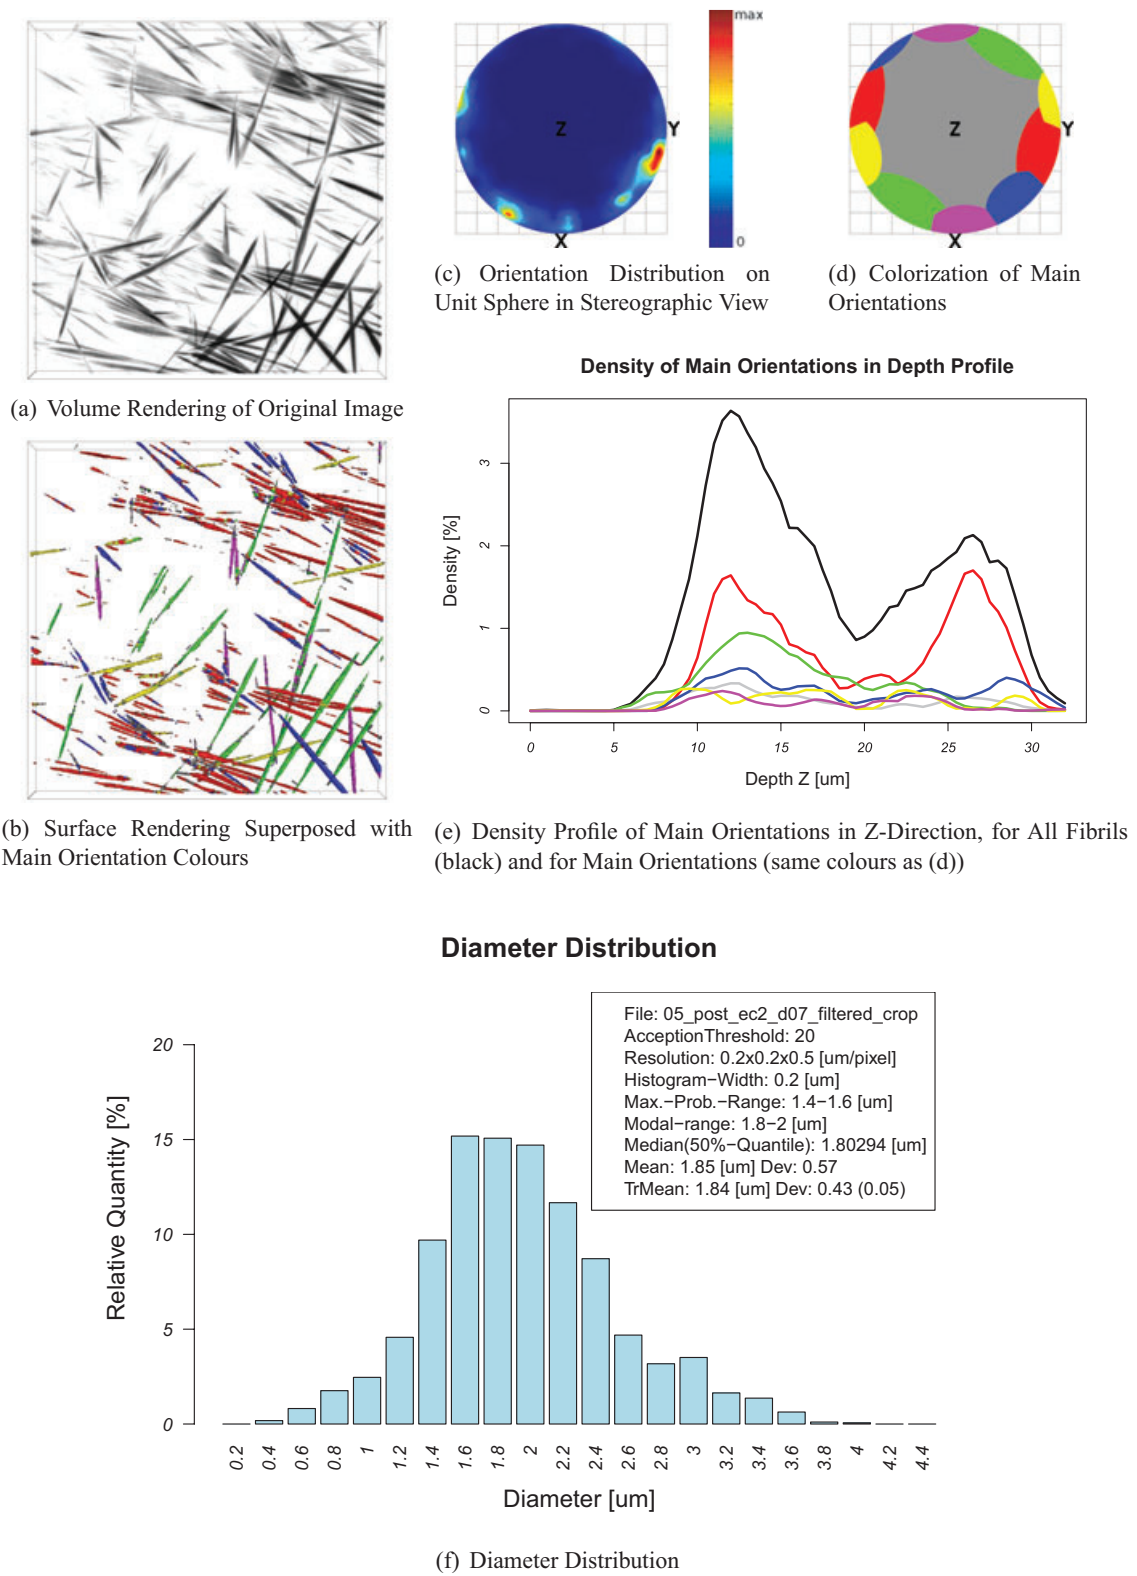 max
0
Z
Y
X
Z
Y
X
(c) Orientation Distribution on
Unit Sphere in Stereographic View
(d) Colorization of Main
Orientations
(a) Volume Rendering of Original Image
Density of Main Orientations in Depth Profile
Density [%]
3
2
1
0
0 5 10 15 20 25 30
Depth Z [um]
(b) Surface Rendering Superposed with
Main Orientation Colours
(e) Density Profile of Main Orientations in Z-Direction, for All Fibrils
(black) and for Main Orientations (same colours as (d))
Diameter Distribution
File: 05_post_ec2_d07_filtered_crop
AcceptionThreshold: 20
Resolution: 0.2x0.2x0.5 [um/pixel]
Histogram−Width: 0.2 [um]
Max.−Prob.−Range: 1.4−1.6 [um]
Modal−range: 1.8−2 [um]
Median(50%−Quantile): 1.80294 [um]
Mean: 1.85 [um] Dev: 0.57
TrMean: 1.84 [um] Dev: 0.43 (0.05)
Relative Quantity [%]
20
15
10
5
0
0.2 0.4 0.6 0.8 1 1.2 1.4 1.6 1.8 2 2.2 2.4 2.6 2.8 3 3.2 3.4 3.6 3.8 4 4.2 4.4
Diameter [um]
(f) Diameter Distribution